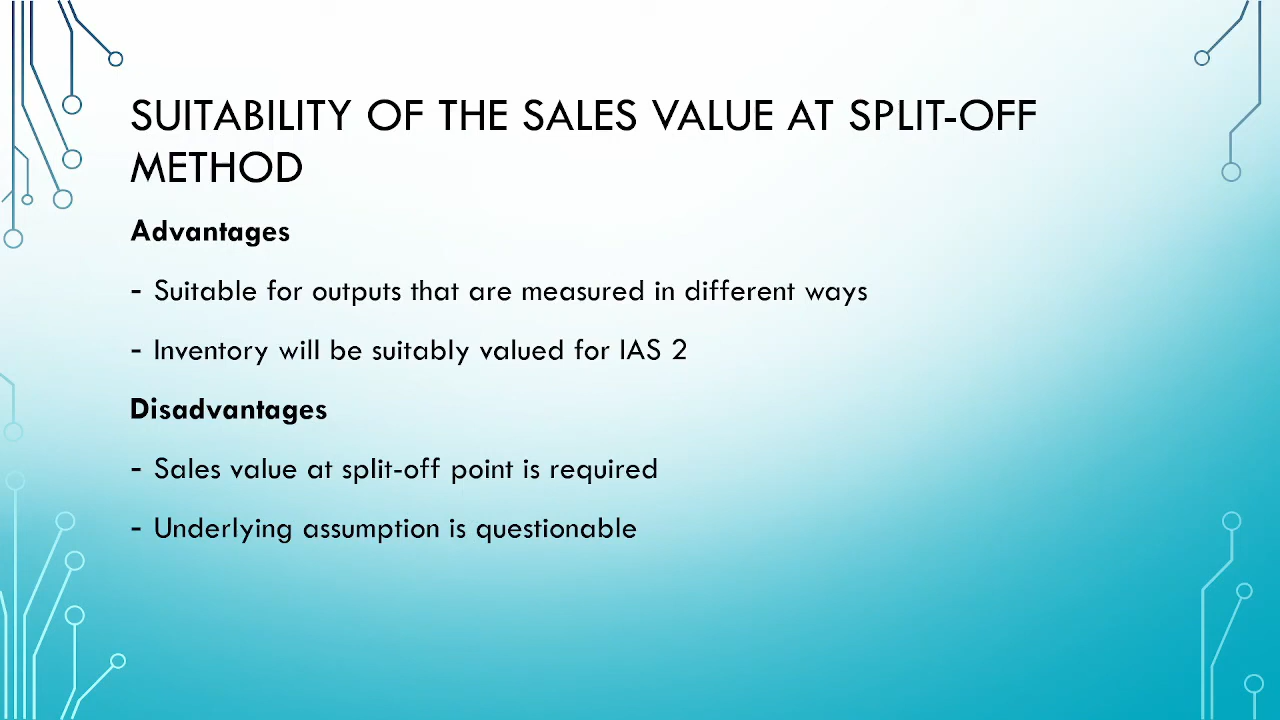 SUITABILITY OF THE SALES VALUE AT SPLIT-OFF
METHOD
Advantages
- Suitable for outputs that are measured in different ways
- Inventory will be suitably valued for IAS 2
Disadvantages
- Sales value at split-off point is required
- Underlying assumption is questionable